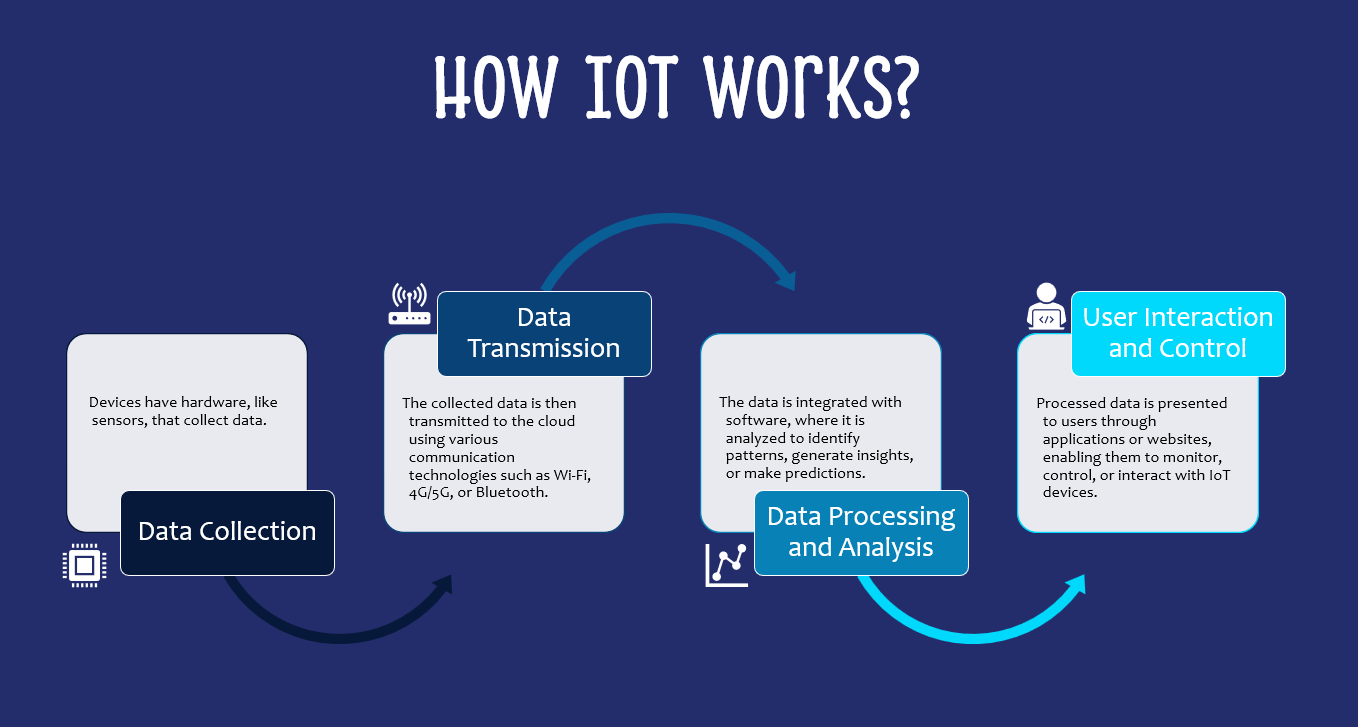 HOW IOT WORKS?
Devices have hardware, like
sensors, that collect data.
Data Collection
Data
Transmission
The collected data is then
transmitted to the cloud
using various
communication
technologies such as Wi-Fi,
4G/5G, or Bluetooth.
The data is integrated with
software, where it is
analyzed to identify
patterns, generate insights,
or make predictions.
Data Processing
and Analysis
User Interaction
and Control
Processed data is presented
to users through
applications or websites,
enabling them to monitor,
control, or interact with IoT
devices.